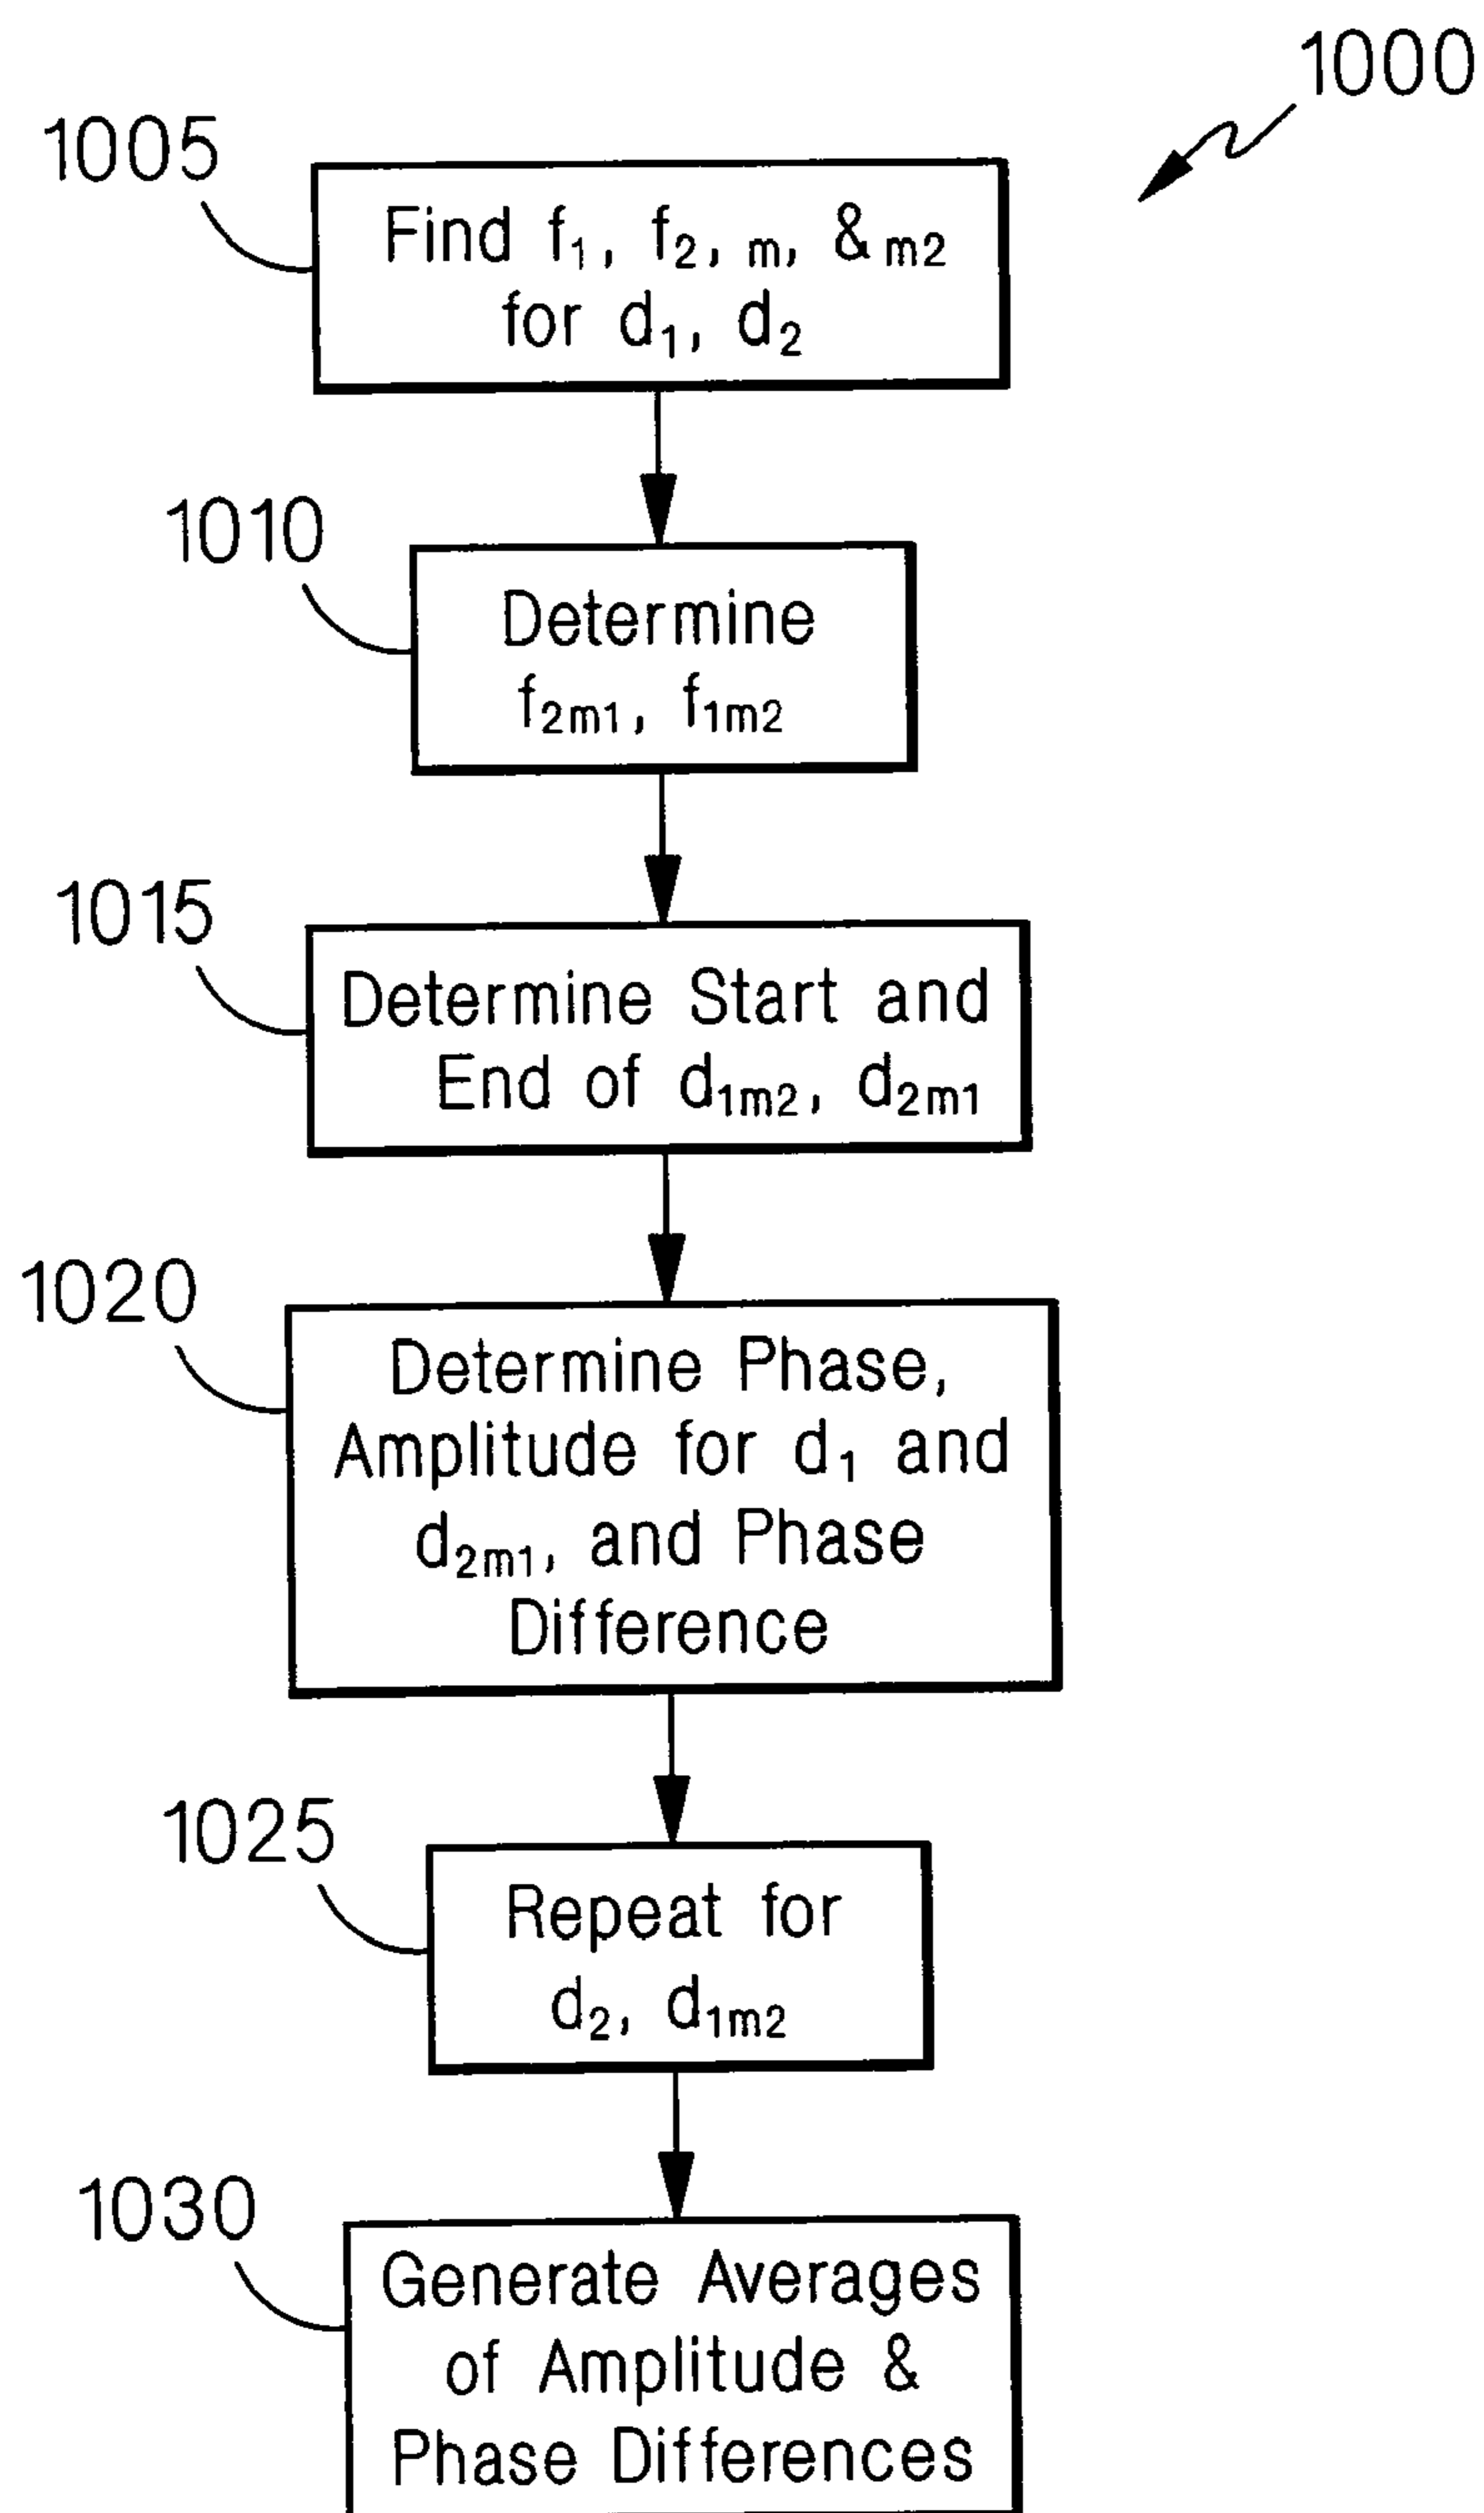 1000
1005
Find f₁, f₂, ₘ, & ₘ₂
for d₁, d₂
1010
Determine
f₂ₘ₁, f₁ₘ₂
1015
Determine Start and
End of d₁ₘ₂, d₂ₘ₁
1020
Determine Phase,
Amplitude for d₁ and
d₂ₘ₁, and Phase
Difference
1025
Repeat for
d₂, d₁ₘ₂
1030
Generate Averages
of Amplitude &
Phase Differences